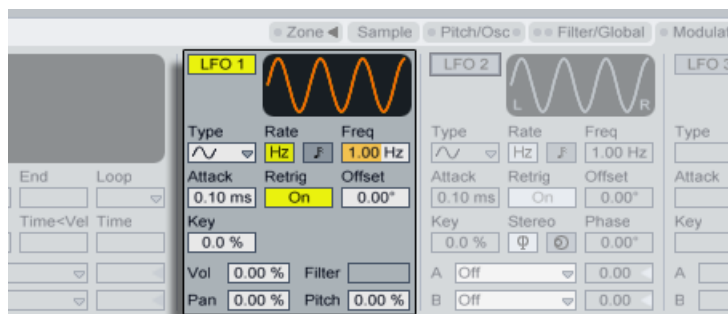 Zone Sample Pitch/Osc Filter/Global Modulat
LFO 1 LFO 2 LFO 3
L R
Type Rate Freq Type Rate Freq Type
Hz 1.00 Hz Hz 1.00 Hz
End Loop Attack Retrig Offset Attack Retrig Offset Attack
0.10 ms On 0.00° 0.10 ms On 0.00°
Time<Vel Time Key Key Stereo Phase Key
0.0 % 0.0 % Φ 0.00°
Vol 0.00 % Filter A Off 0.00 A
Pan 0.00 % Pitch 0.00 % B Off 0.00 B